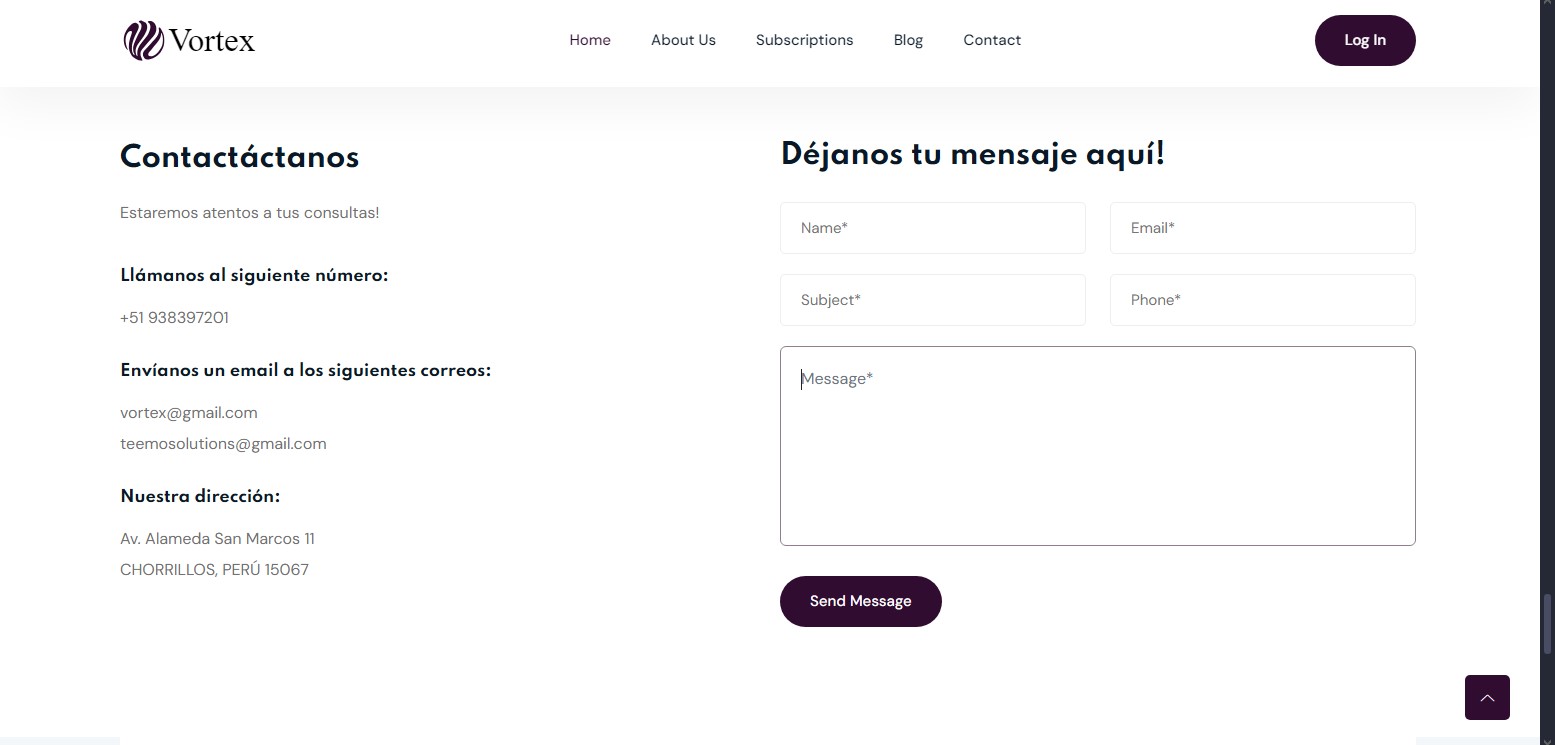 Vortex
Home About Us Subscriptions Blog Contact
Log In
Contactáctanos
Estaremos atentos a tus consultas!
Llámanos al siguiente número:
+51 938397201
Envíanos un email a los siguientes correos:
vortex@gmail.com
teemosolutions@gmail.com
Nuestra dirección:
Av. Alameda San Marcos 11
CHORRILLOS, PERÚ 15067
Déjanos tu mensaje aquí!
Name* Email*
Subject* Phone*
Message*
Send Message